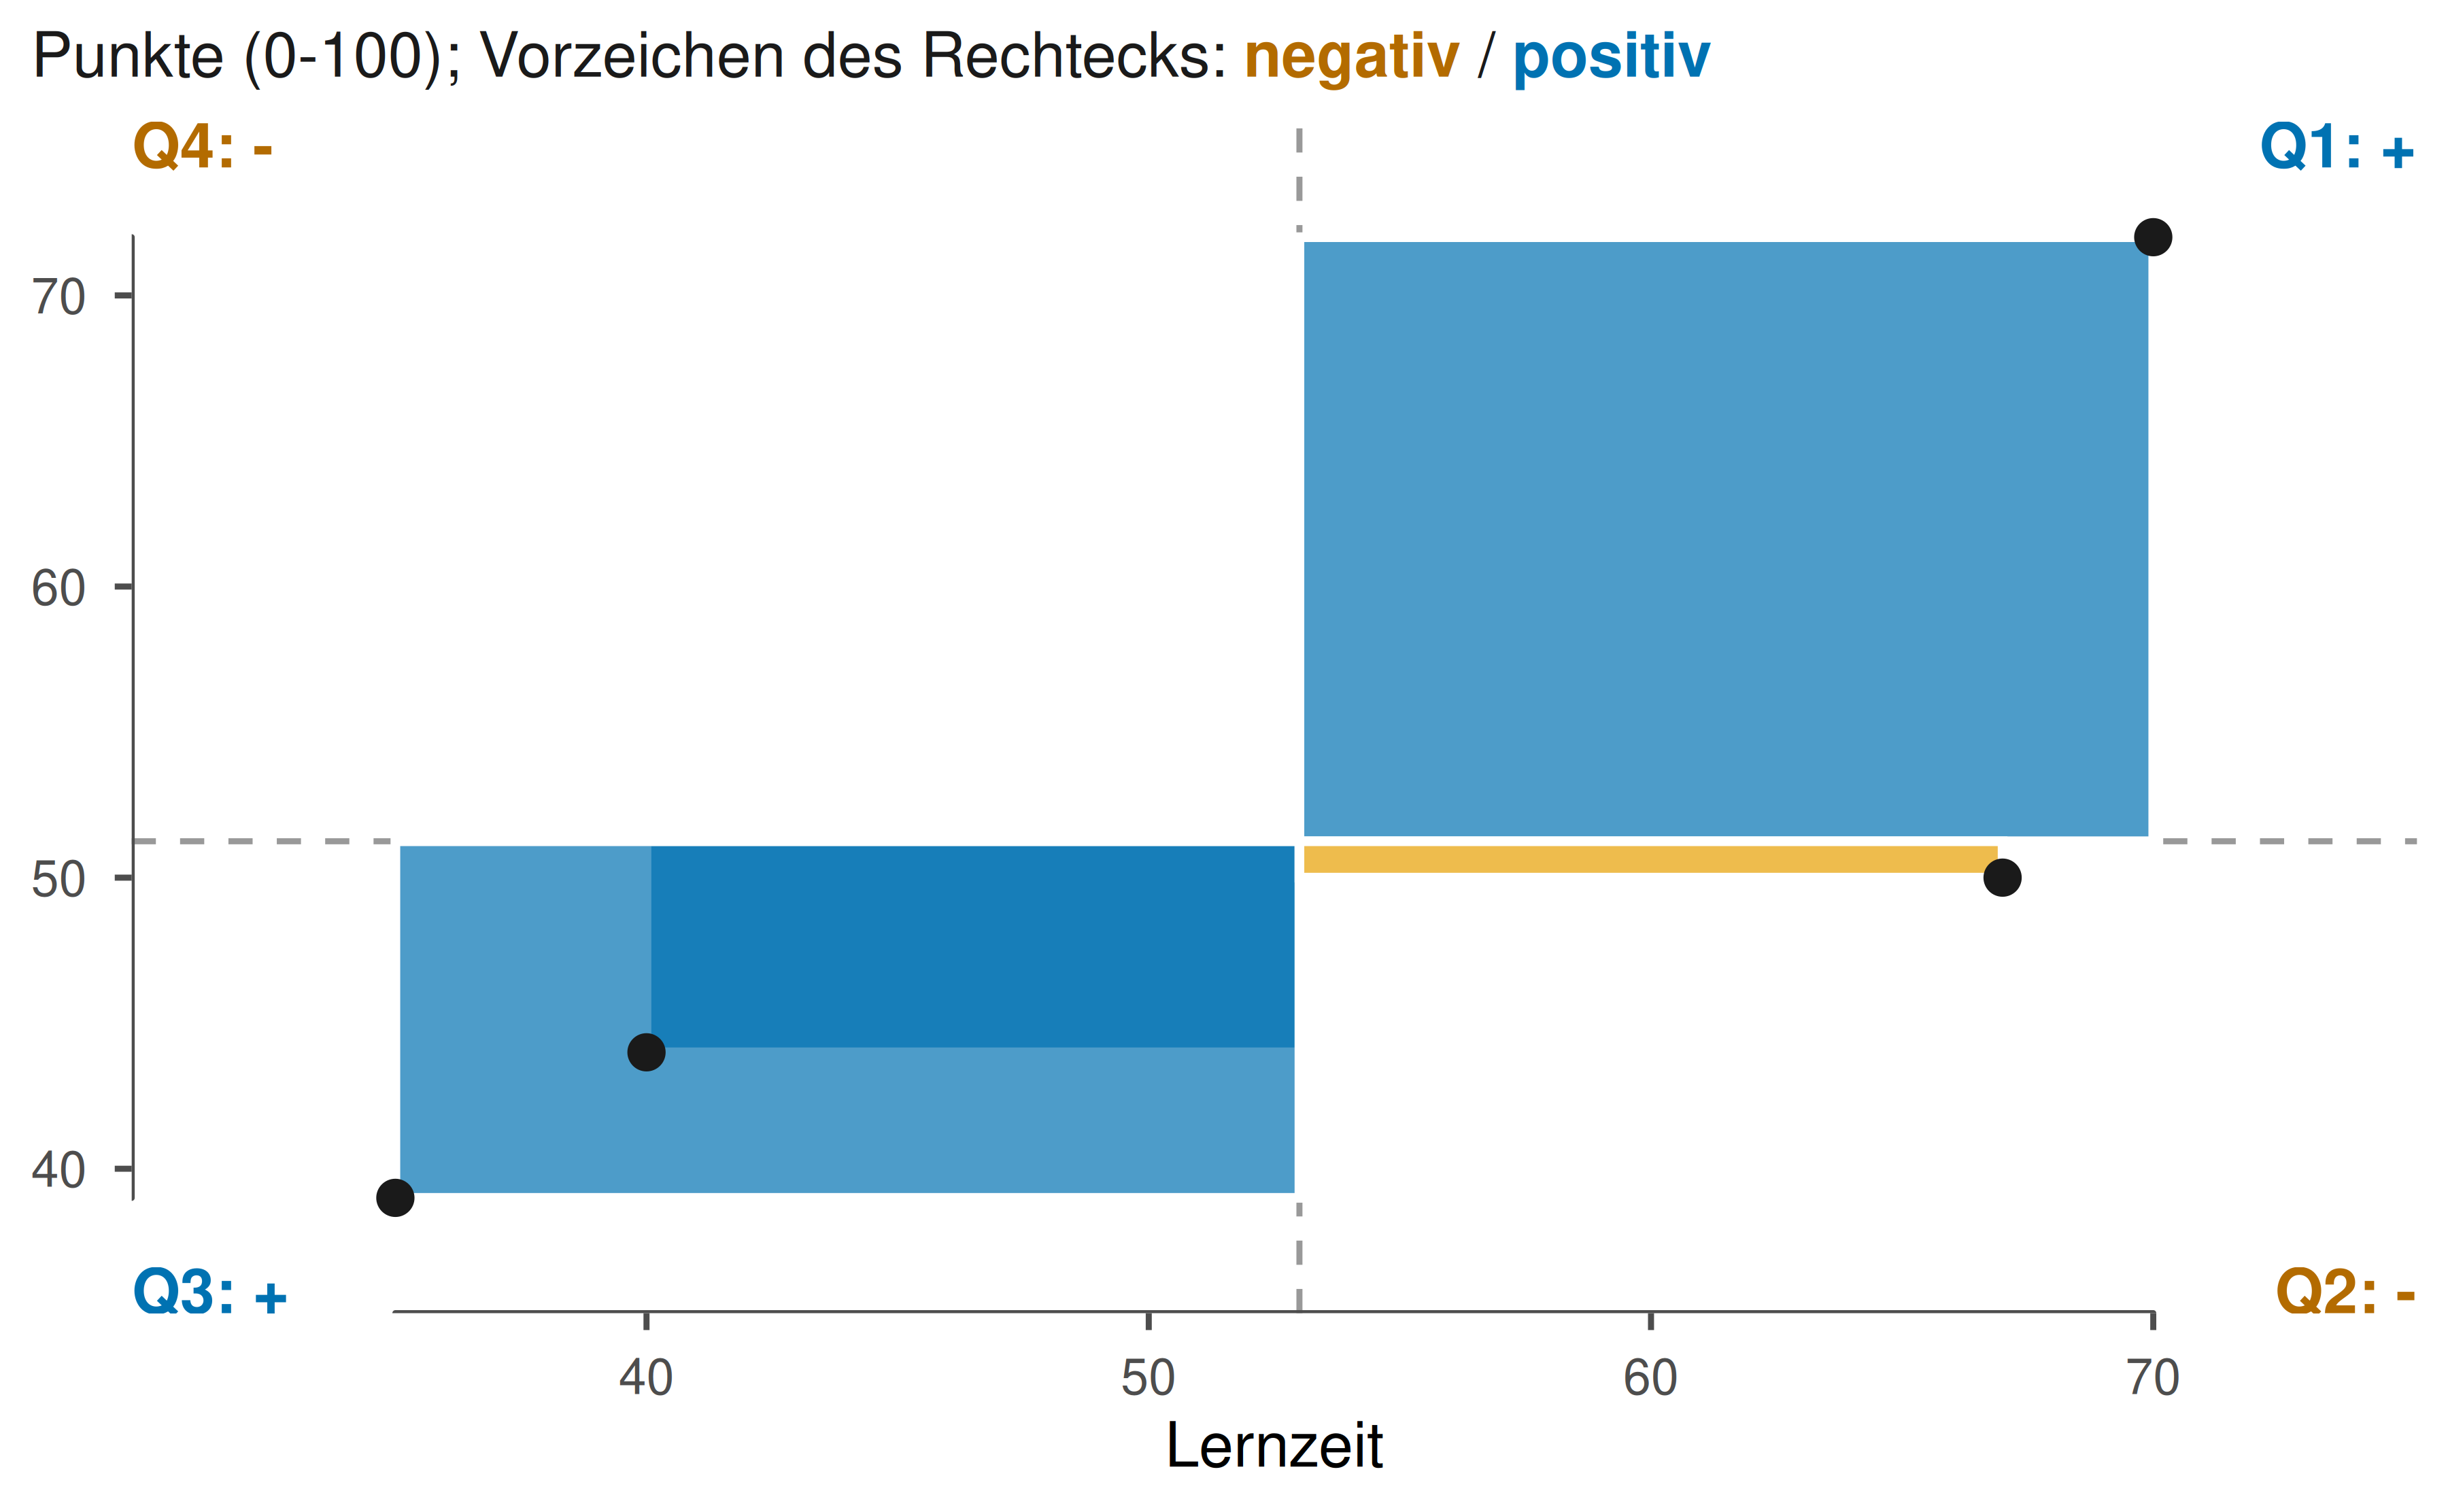 Punkte (0-100); Vorzeichen des Rechtecks: negativ / positiv
Q4: -
Q1: +
70
60
50
40
Q3: +
Q2: -
40 50 60 70
Lernzeit